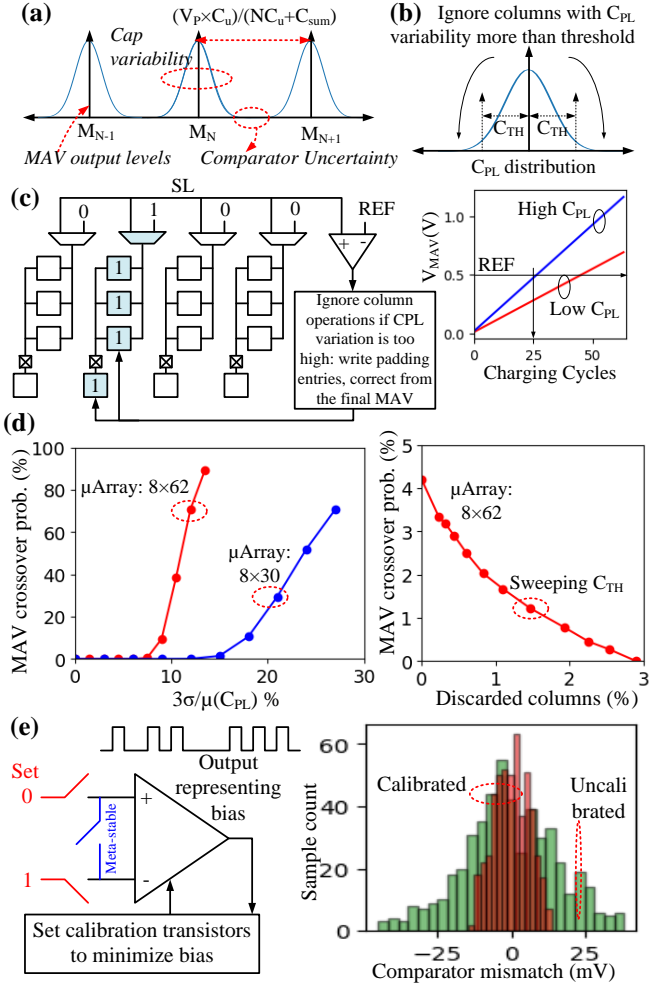 (a)
(V_P×C_u)/(NC_u+C_sum)
Cap
variability
M_N-1
M_N
M_N+1
MAV output levels
Comparator Uncertainty
(b)
Ignore columns with C_PL
variability more than threshold
C_TH
C_TH
C_PL distribution
(c)
SL
0
1
0
0
REF
+
-
1
1
1
1
Ignore column
operations if CPL
variation is too
high: write padding
entries, correct from
the final MAV
V_MAV(V)
1.0
0.5
0.0
High C_PL
REF
Low C_PL
0
25
50
Charging Cycles
(d)
MAV crossover prob. (%)
100
80
60
40
20
0
µArray: 8×62
µArray:
8×30
0
10
20
30
3σ/µ(C_PL) %
MAV crossover prob. (%)
5
4
3
2
1
0
µArray:
8×62
Sweeping C_TH
0
1
2
3
Discarded columns (%)
(e)
Set
0
1
Meta-stable
+
-
Output
representing
bias
Set calibration transistors
to minimize bias
Sample count
60
40
20
0
Calibrated
Uncali
brated
−25
0
25
Comparator mismatch (mV)